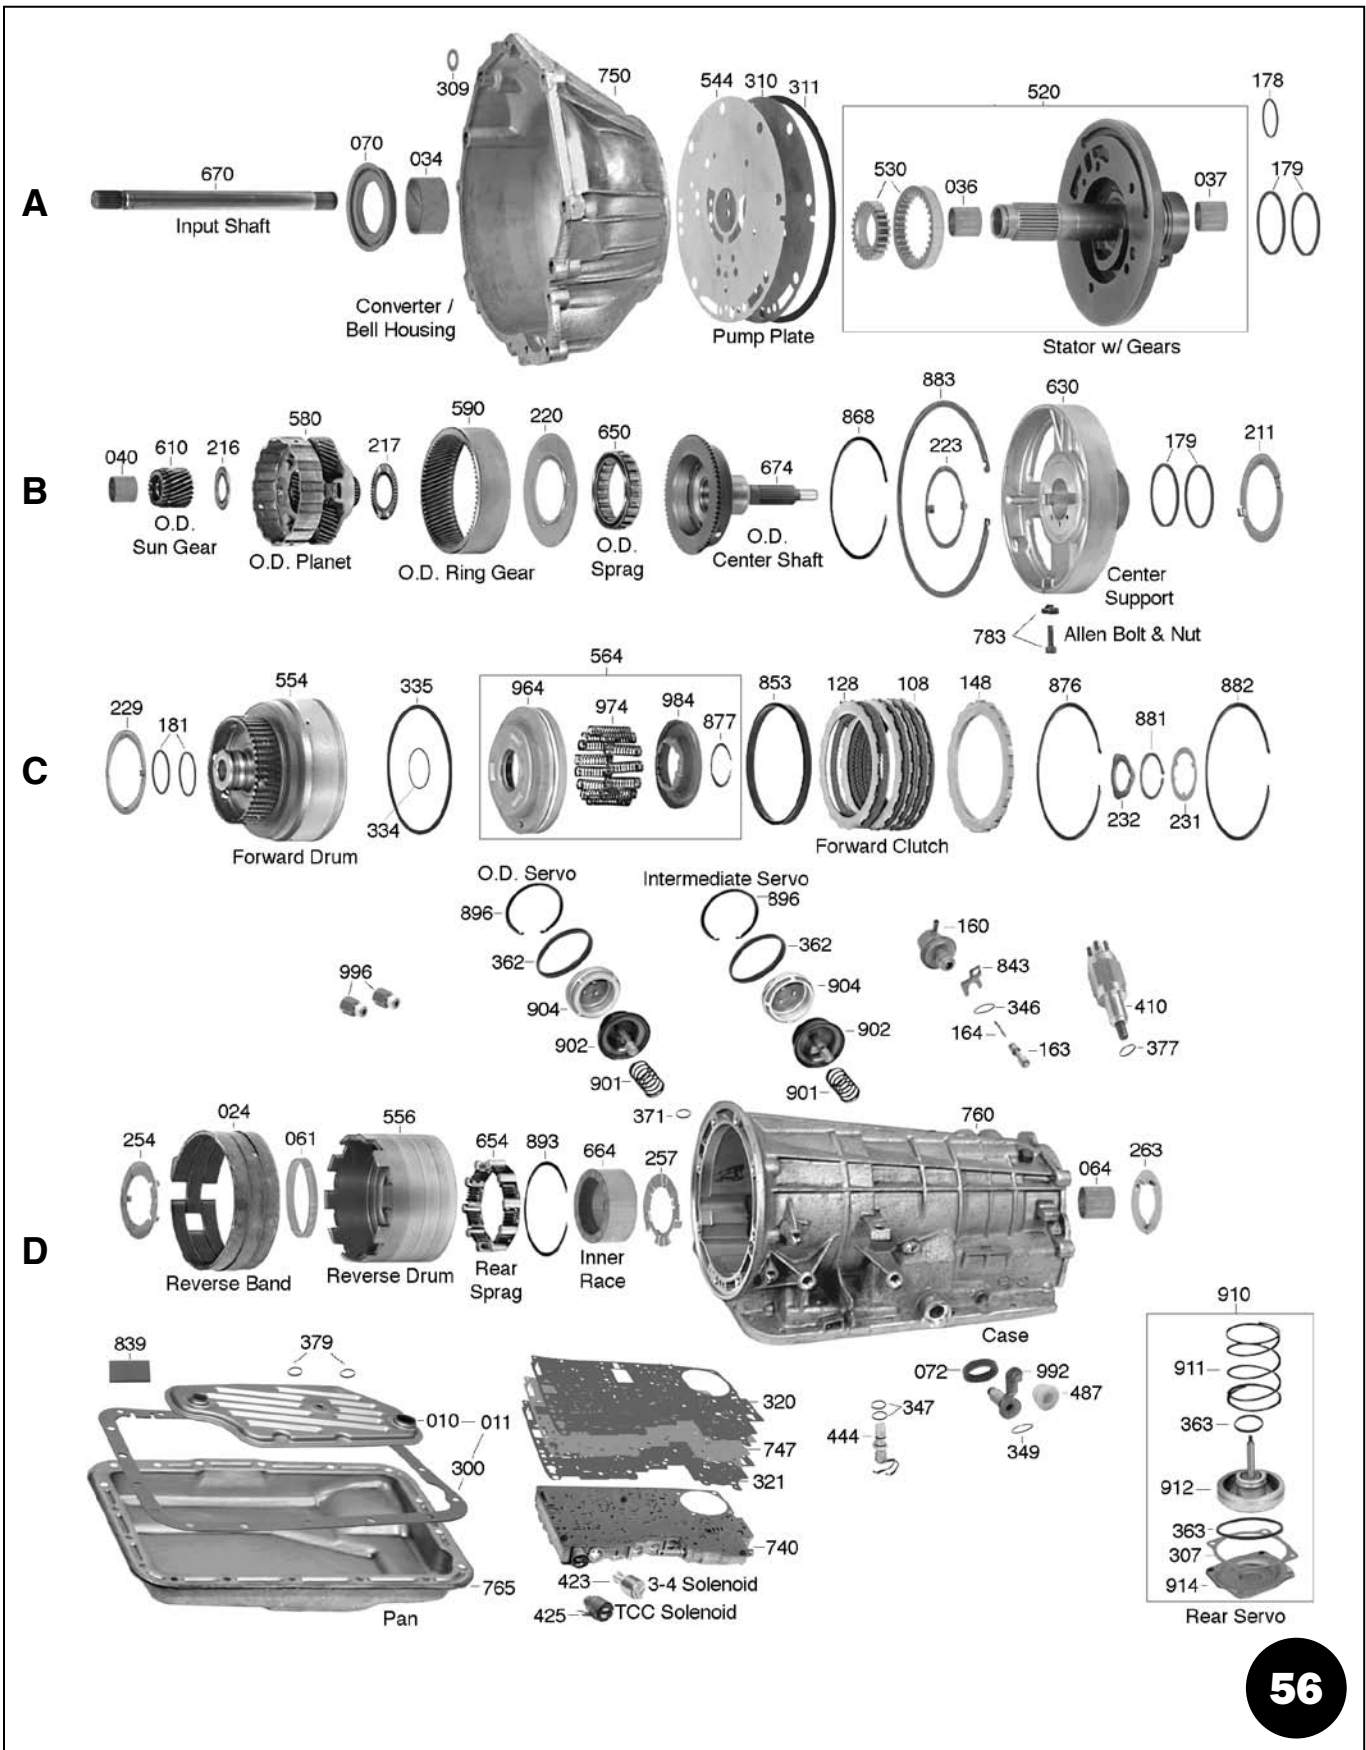 309
750
544 310 311
520
178
A
670
Input Shaft
070
034
Converter /
Bell Housing
Pump Plate
530
036
037
179
Stator w/ Gears
B
040
610
O.D.
Sun Gear
216
580
O.D. Planet
217
590
O.D. Ring Gear
220
650
O.D.
Sprag
674
O.D.
Center Shaft
868
883
223
630
Center
Support
783
Allen Bolt & Nut
179
211
C
229
181
554
Forward Drum
335
334
564
964
974
984
877
853
128
108
Forward Clutch
148
876
232
881
231
882
996
O.D. Servo
896
362
904
902
901
371
Intermediate Servo
896
362
904
902
901
160
843
346
164
163
410
377
D
254
024
Reverse Band
061
556
Reverse Drum
654
Rear
Sprag
893
664
Inner
Race
257
760
Case
064
263
839
379
010 011
300
765
Pan
320
747
321
740
423
3-4 Solenoid
425
TCC Solenoid
347
444
072
992
487
349
910
911
363
912
363
307
914
Rear Servo
56